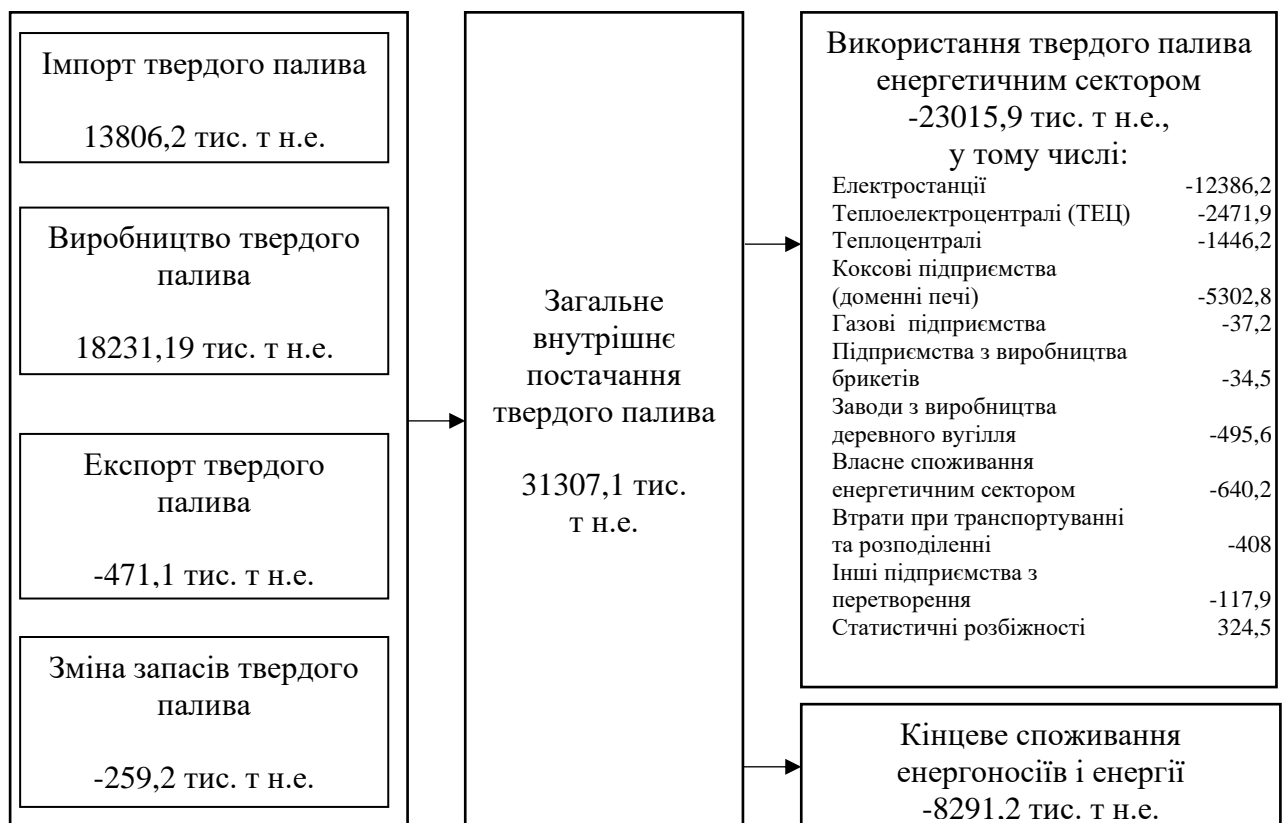 Імпорт твердого палива
13806,2 тис. т н.е.
Виробництво твердого
палива
18231,19 тис. т н.е.
Експорт твердого
палива
-471,1 тис. т н.е.
Зміна запасів твердого
палива
-259,2 тис. т н.е.
Загальне
внутрішнє
постачання
твердого палива
31307,1 тис.
т н.е.
Використання твердого палива
енергетичним сектором
-23015,9 тис. т н.е.,
у тому числі:
Електростанції -12386,2
Теплоелектроцентралі (ТЕЦ) -2471,9
Теплоцентралі -1446,2
Коксові підприємства
(доменні печі) -5302,8
Газові підприємства -37,2
Підприємства з виробництва
брикетів -34,5
Заводи з виробництва
деревного вугілля -495,6
Власне споживання
енергетичним сектором -640,2
Втрати при транспортуванні
та розподіленні -408
Інші підприємства з
перетворення -117,9
Статистичні розбіжності 324,5
Кінцеве споживання
енергоносіїв і енергії
-8291,2 тис. т н.е.